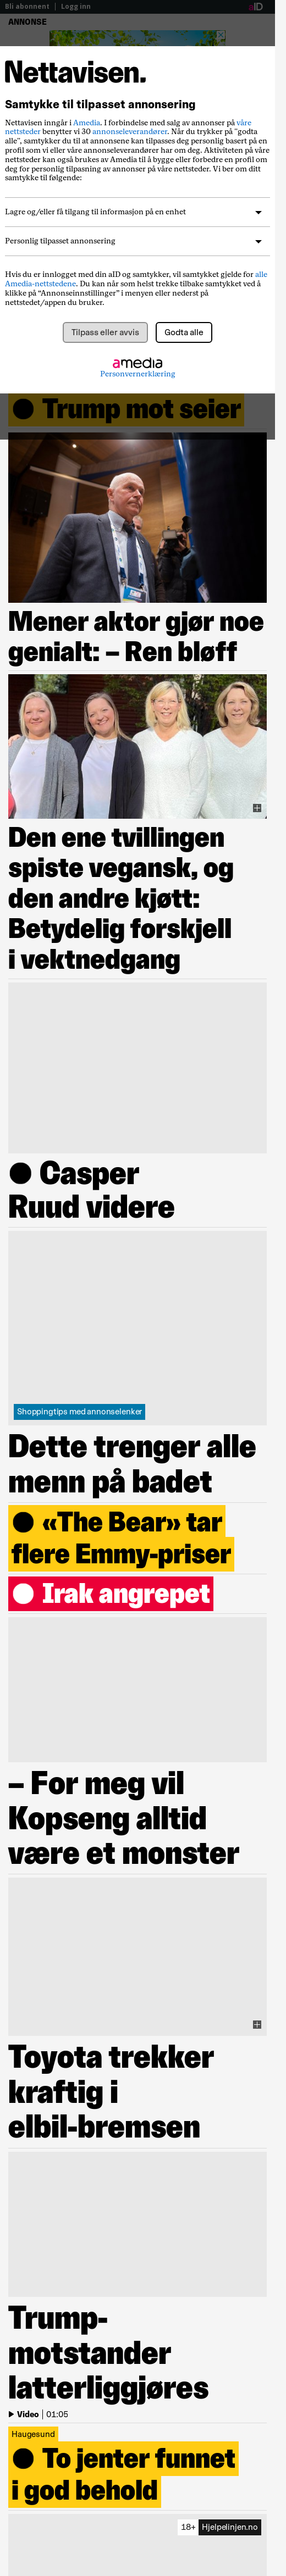 Bli abonnent | Logg inn
aID
ANNONSE
Nettavisen.
Samtykke til tilpasset annonsering
Nettavisen inngår i Amedia. I forbindelse med salg av annonser på våre
nettsteder benytter vi 30 annonseleverandører. Når du trykker på "godta
alle", samtykker du til at annonsene kan tilpasses deg personlig basert på en
profil som vi eller våre annonseleverandører har om deg. Aktiviteten på våre
nettsteder kan også brukes av Amedia til å bygge eller forbedre en profil om
deg for personlig tilpasning av annonser på våre nettsteder. Vi ber om ditt
samtykke til følgende:
Lagre og/eller få tilgang til informasjon på en enhet
Personlig tilpasset annonsering
Hvis du er innlogget med din aID og samtykker, vil samtykket gjelde for alle
Amedia-nettstedene. Du kan når som helst trekke tilbake samtykket ved å
klikke på “Annonseinnstillinger” i menyen eller nederst på
nettstedet/appen du bruker.
Tilpass eller avvis
Godta alle
amedia
Personvernerklæring
Trump mot seier
Mener aktor gjør noe
genialt: – Ren bløff
Den ene tvillingen
spiste vegansk, og
den andre kjøtt:
Betydelig forskjell
i vektnedgang
Casper
Ruud videre
Shoppingtips med annonselenker
Dette trenger alle
menn på badet
«The Bear» tar
flere Emmy-priser
Irak angrepet
– For meg vil
Kopseng alltid
være et monster
Toyota trekker
kraftig i
elbil-bremsen
Trump-
motstander
latterliggjøres
Video | 01:05
Haugesund
To jenter funnet
i god behold
18+ Hjelpelinjen.no